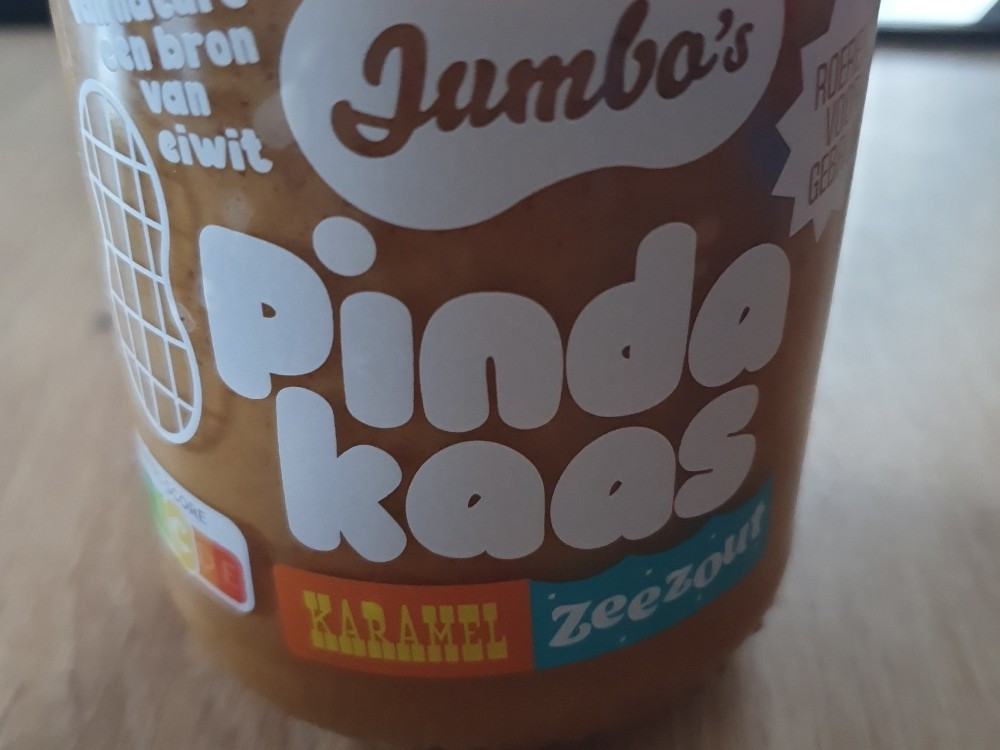 een bron
van
eiwit
Jumbo's
Pinda
kaas
KARAMEL
Zeezout